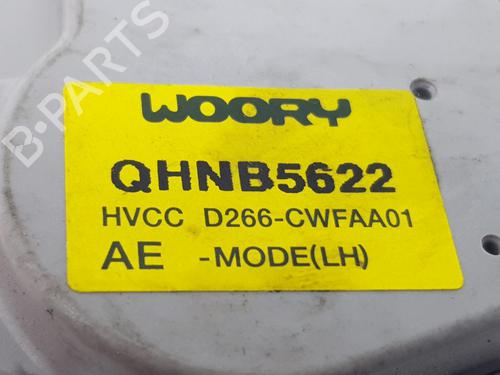 B-PARTS
WOORY
QHNB5622
HVCC D266-CWFAA01
AE -MODE(LH)